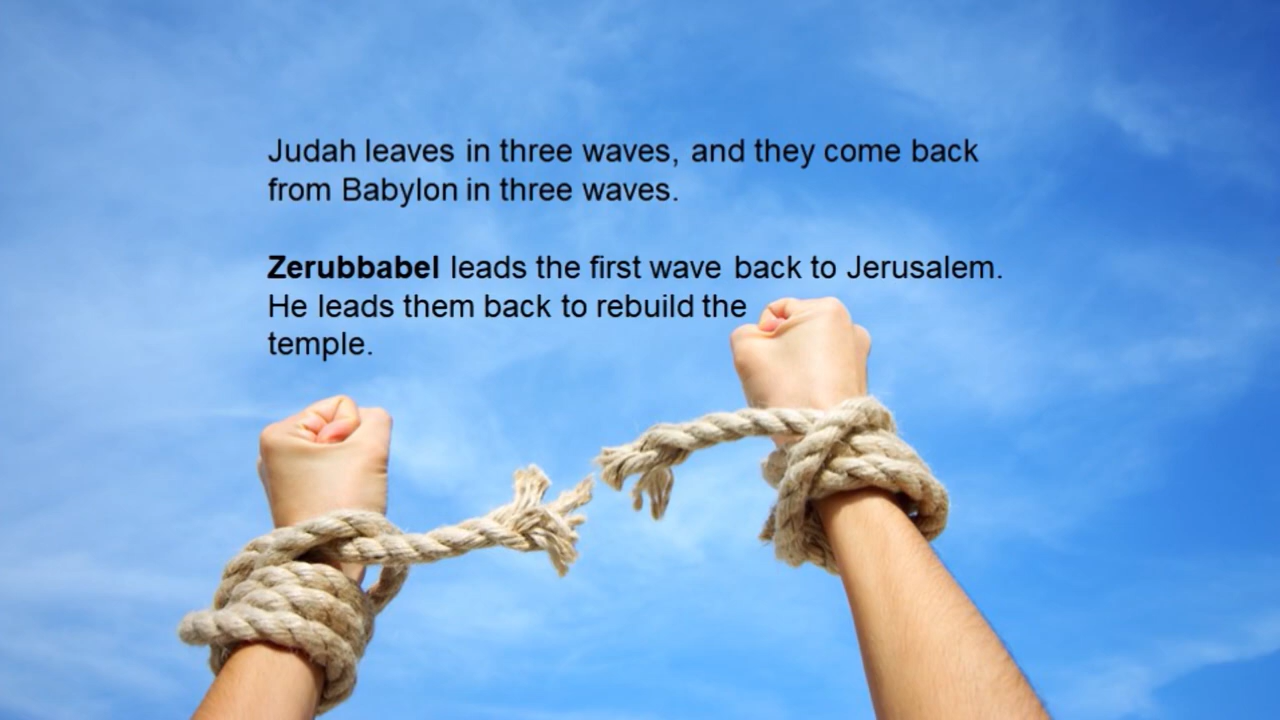 Judah leaves in three waves, and they come back
from Babylon in three waves.
Zerubbabel leads the first wave back to Jerusalem.
He leads them back to rebuild the
temple.